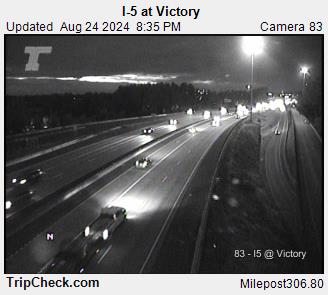 I-5 at Victory
Updated Aug 24 2024 8:35 PM Camera 83
T
N
83 - I5 @ Victory
TripCheck.com Milepost306.80